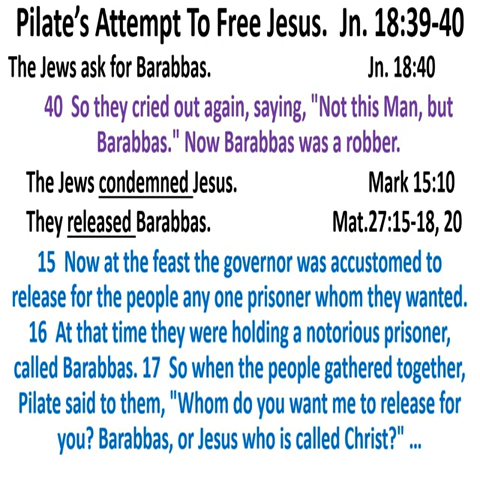 Pilate's Attempt To Free Jesus.  Jn. 18:39-40
The Jews ask for Barabbas. Jn. 18:40
40  So they cried out again, saying, "Not this Man, but
Barabbas." Now Barabbas was a robber.
The Jews condemned Jesus. Mark 15:10
They released Barabbas. Mat.27:15-18, 20
15  Now at the feast the governor was accustomed to
release for the people any one prisoner whom they wanted.
16  At that time they were holding a notorious prisoner,
called Barabbas. 17  So when the people gathered together,
Pilate said to them, "Whom do you want me to release for
you? Barabbas, or Jesus who is called Christ?" ...